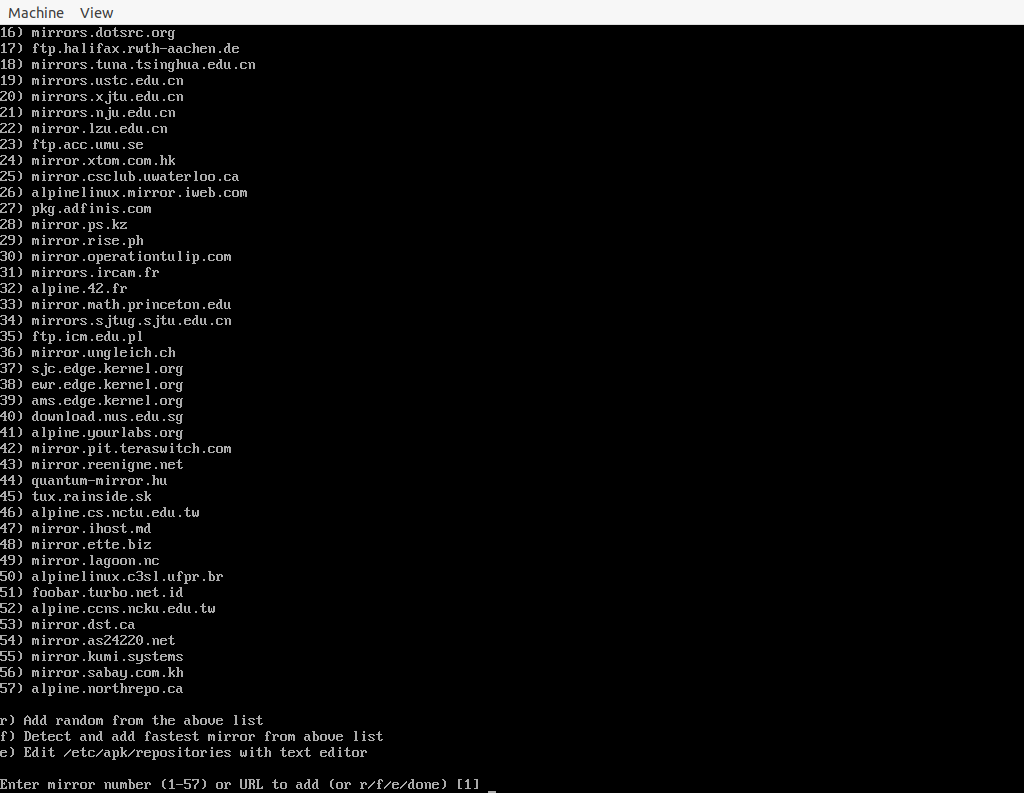 Machine View
16) mirrors.dotsrc.org
17) ftp.halifax.rwth-aachen.de
18) mirrors.tuna.tsinghua.edu.cn
19) mirrors.ustc.edu.cn
20) mirrors.xjtu.edu.cn
21) mirrors.nju.edu.cn
22) mirror.lzu.edu.cn
23) ftp.acc.umu.se
24) mirror.xtom.com.hk
25) mirror.csclub.uwaterloo.ca
26) alpinelinux.mirror.iweb.com
27) pkg.adfinis.com
28) mirror.ps.kz
29) mirror.rise.ph
30) mirror.operationtulip.com
31) mirrors.ircam.fr
32) alpine.42.fr
33) mirror.math.princeton.edu
34) mirrors.sjtug.sjtu.edu.cn
35) ftp.icm.edu.pl
36) mirror.ungleich.ch
37) sjc.edge.kernel.org
38) ewr.edge.kernel.org
39) ams.edge.kernel.org
40) download.nus.edu.sg
41) alpine.yourlabs.org
42) mirror.pit.teraswitch.com
43) mirror.reenigne.net
44) quantum-mirror.hu
45) tux.rainside.sk
46) alpine.cs.nctu.edu.tw
47) mirror.ihost.md
48) mirror.ette.biz
49) mirror.lagoon.nc
50) alpinelinux.c3sl.ufpr.br
51) foobar.turbo.net.id
52) alpine.ccns.ncku.edu.tw
53) mirror.dst.ca
54) mirror.as24220.net
55) mirror.kumi.systems
56) mirror.sabay.com.kh
57) alpine.northrepo.ca
r) Add random from the above list
f) Detect and add fastest mirror from above list
e) Edit /etc/apk/repositories with text editor
Enter mirror number (1-57) or URL to add (or r/f/e/done) [1] _